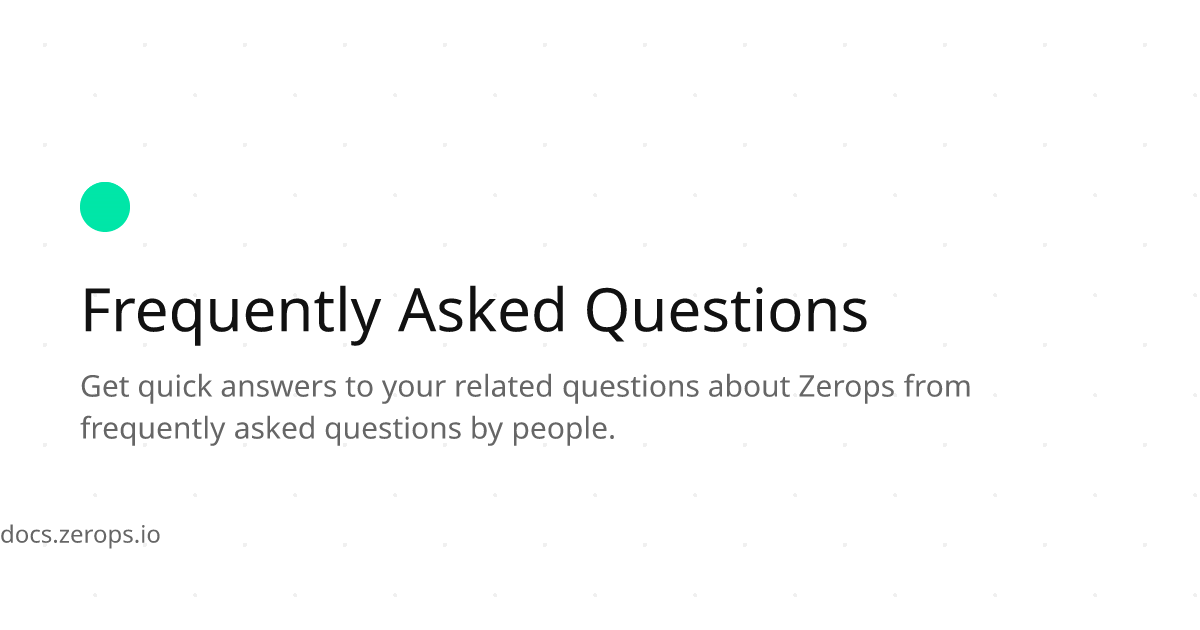 Frequently Asked Questions
Get quick answers to your related questions about Zerops from
frequently asked questions by people.
docs.zerops.io